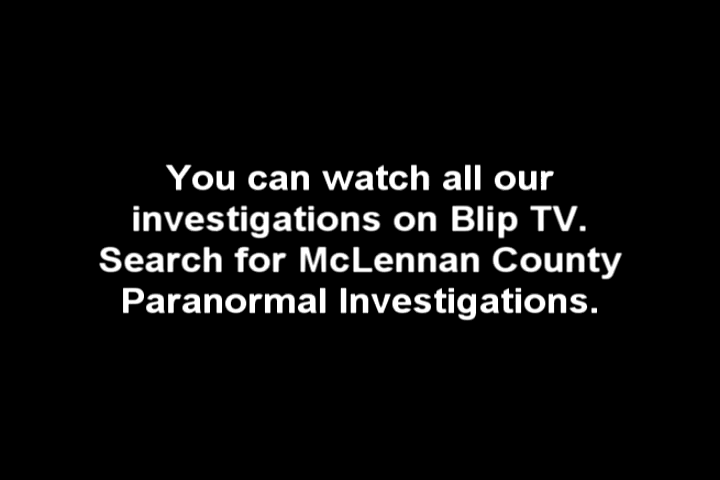 You can watch all our
investigations on Blip TV.
Search for McLennan County
Paranormal Investigations.